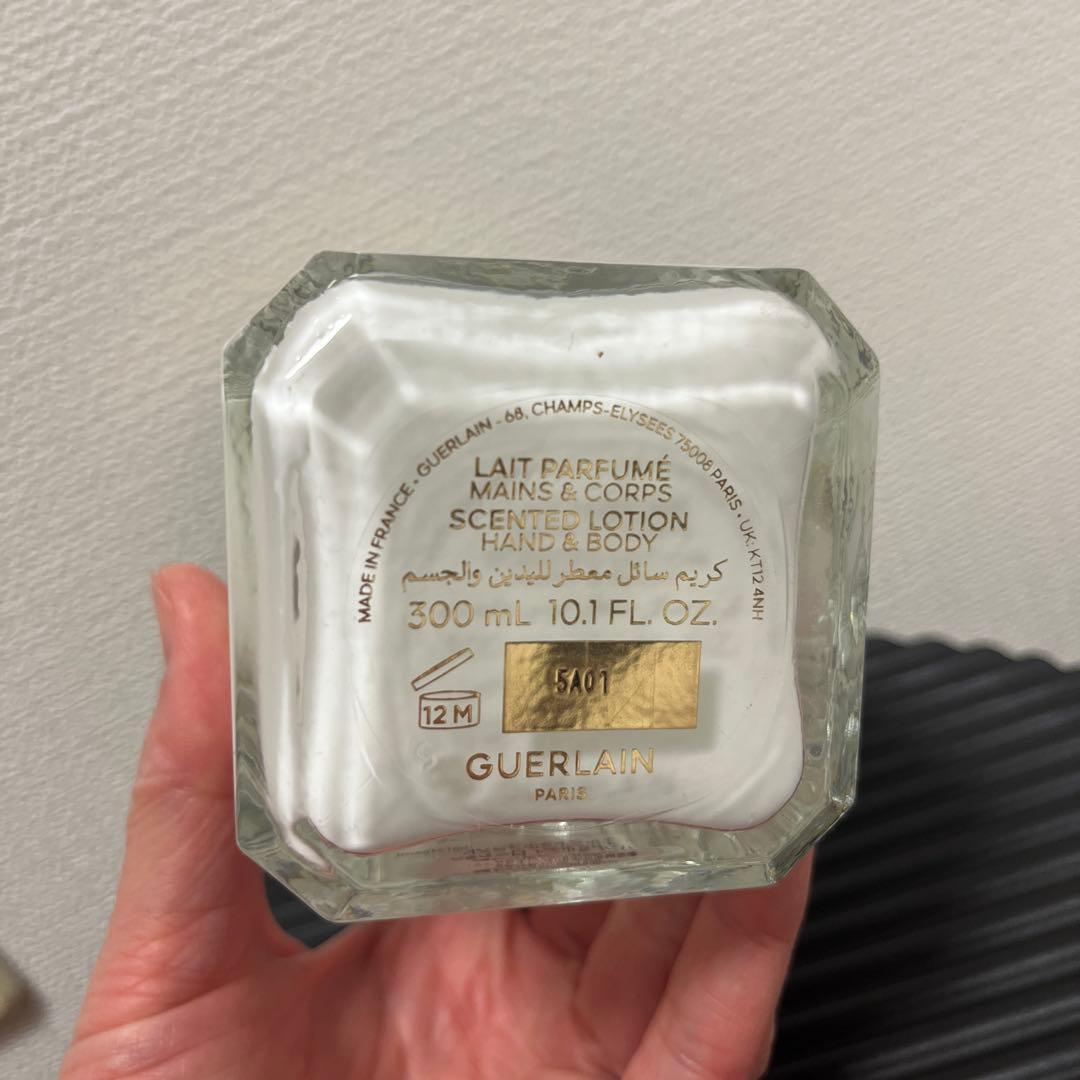 MADE IN FRANCE • GUERLAIN - 68, CHAMPS-ELYSEES 75008 PARIS • UK: KT12 4NH
LAIT PARFUMÉ
MAINS & CORPS
SCENTED LOTION
HAND & BODY
كريم سائل معطر لليدين والجسم
300 mL 10.1 FL. OZ.
12 M
5A01
GUERLAIN
PARIS